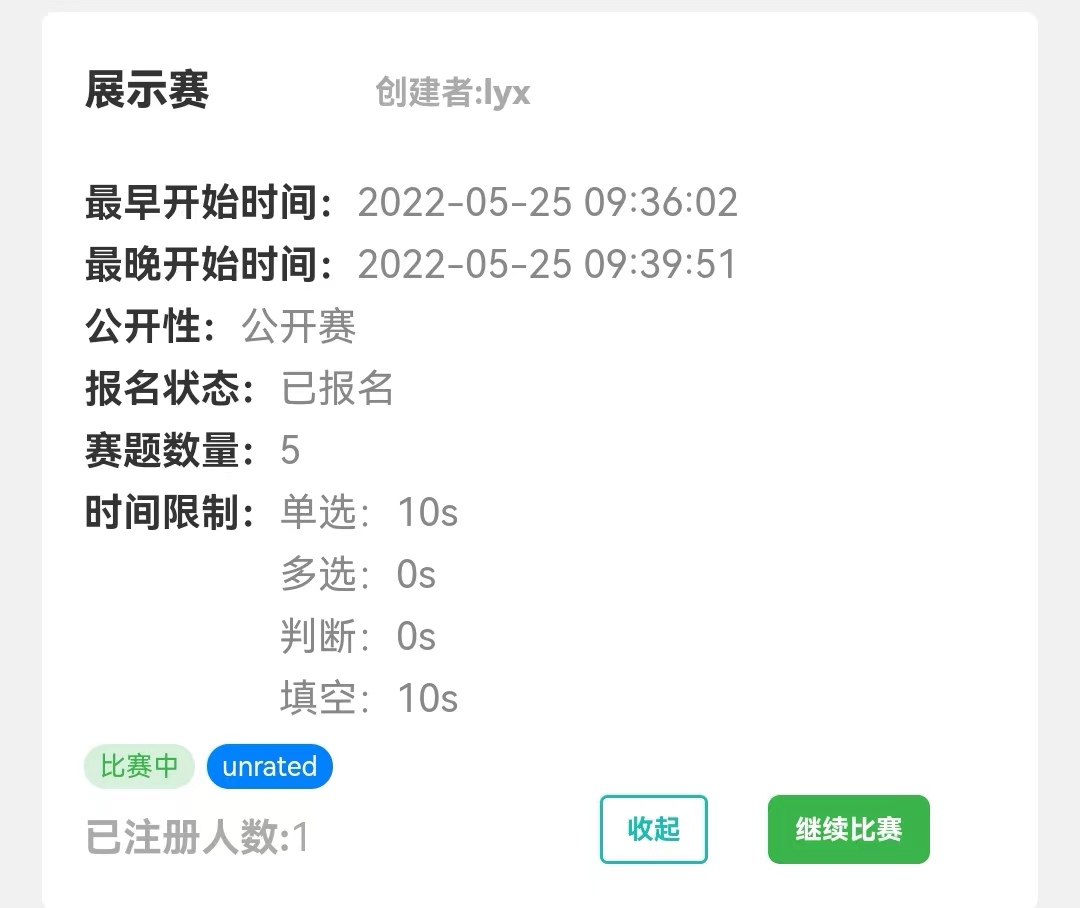 展示赛 创建者:lyx
最早开始时间：2022-05-25 09:36:02
最晚开始时间：2022-05-25 09:39:51
公开性：公开赛
报名状态：已报名
赛题数量：5
时间限制：单选：10s
多选：0s
判断：0s
填空：10s
比赛中 unrated
已注册人数:1 收起 继续比赛